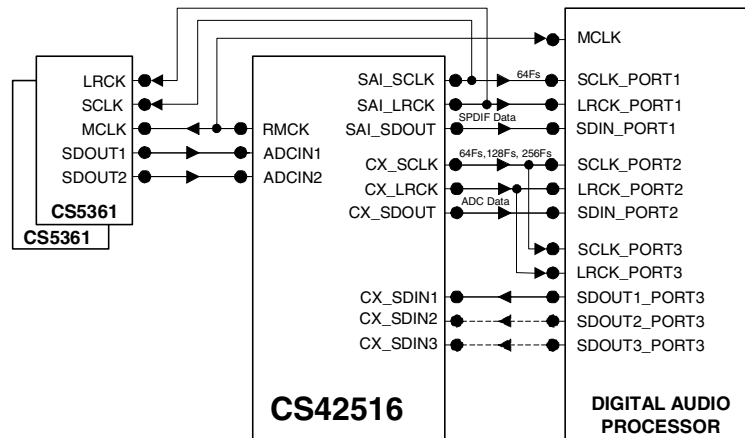 MCLK
LRCK
SCLK
MCLK
SDOUT1
SDOUT2
CS5361
CS5361
RMCK
ADCIN1
ADCIN2
SAI_SCLK
SAI_LRCK
SAI_SDOUT
CX_SCLK
CX_LRCK
CX_SDOUT
CX_SDIN1
CX_SDIN2
CX_SDIN3
CS42516
64Fs
SPDIF Data
64Fs,128Fs, 256Fs
ADC Data
SCLK_PORT1
LRCK_PORT1
SDIN_PORT1
SCLK_PORT2
LRCK_PORT2
SDIN_PORT2
SCLK_PORT3
LRCK_PORT3
SDOUT1_PORT3
SDOUT2_PORT3
SDOUT3_PORT3
DIGITAL AUDIO
PROCESSOR